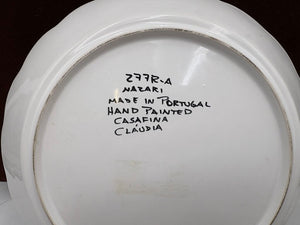 277R-A
NAZARI
MADE IN PORTUGAL
HAND PAINTED
CASAFINA
CLÁUDIA